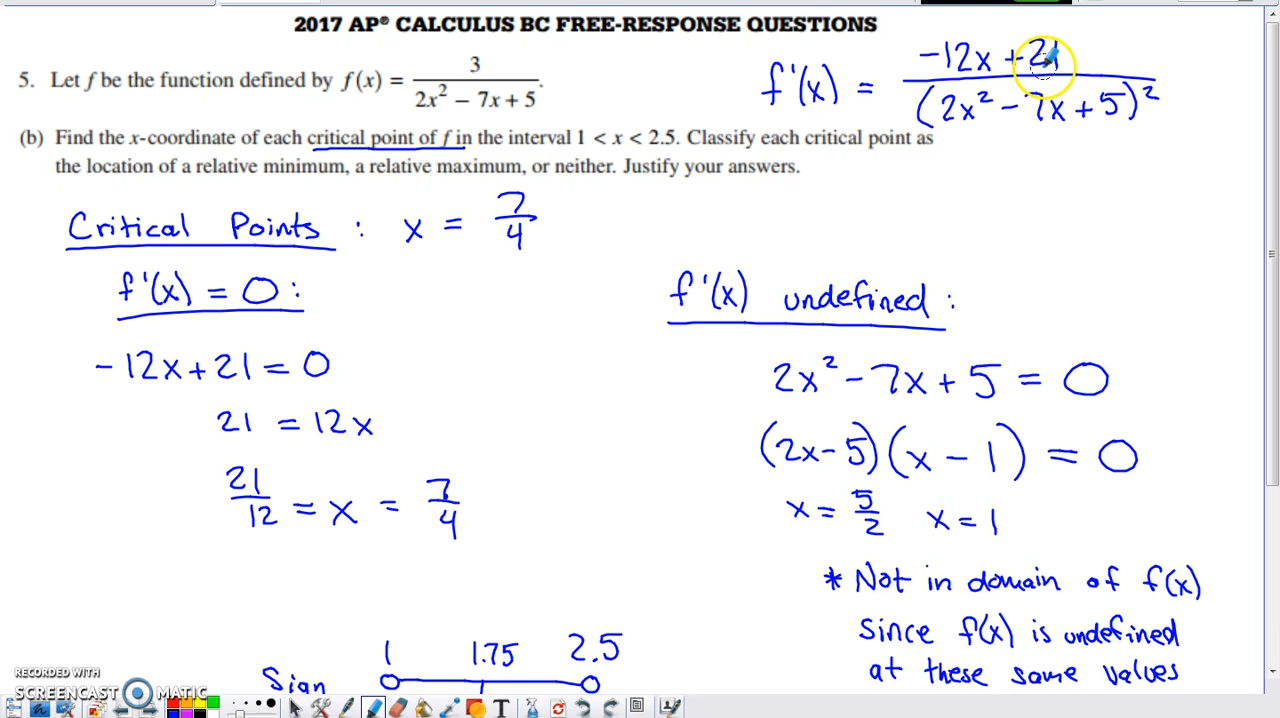 2017 AP® CALCULUS BC FREE-RESPONSE QUESTIONS
5. Let f be the function defined by f(x) = 3 / (2x² − 7x + 5).
f'(x) = (-12x + 21) / (2x² - 7x + 5)²
(b) Find the x-coordinate of each critical point of f in the interval 1 < x < 2.5. Classify each critical point as
the location of a relative minimum, a relative maximum, or neither. Justify your answers.
Critical Points : x = 7/4
f'(x) = 0 :
-12x + 21 = 0
21 = 12x
21/12 = x = 7/4
f'(x) undefined :
2x² - 7x + 5 = 0
(2x - 5)(x - 1) = 0
x = 5/2 x = 1
* Not in domain of f(x)
since f(x) is undefined
at these same values
1 1.75 2.5
Sign
RECORDED WITH
SCREENCAST MATIC